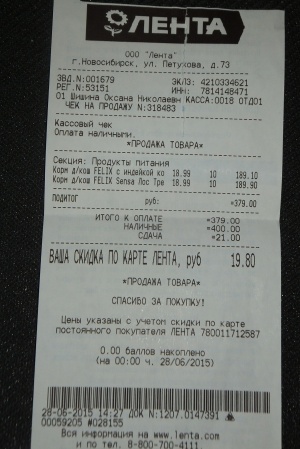 ЛЕНТА
ООО "Лента"
г.Новосибирск, ул. Петухова, д.73
ЗВД.N:001679 ЭКЛЗ: 4210334621
РЕГ.N:53151 ИНН: 7814148471
01 Шишина Оксана Николаевн КАССА:0018 ОТД01
ЧЕК НА ПРОДАЖУ N:318483
Кассовый чек
Оплата наличными.
*ПРОДАЖА ТОВАРА*
Секция: Продукты питания
Корм д/кош FELIX с индейкой ко 18.99 10 189.10
Корм д/кош FELIX Sensa Лос Тре 18.99 10 189.90
ПОДИТОГ руб: *379.00
ИТОГО К ОПЛАТЕ =379.00
НАЛИЧНЫЕ =400.00
СДАЧА =21.00
ВАША СКИДКА ПО КАРТЕ ЛЕНТА, руб 19.80
*ПРОДАЖА ТОВАРА*
СПАСИБО ЗА ПОКУПКУ!
Цены указаны с учетом скидки по карте
постоянного покупателя ЛЕНТА 780011712587
0.00 баллов накоплено
(на 00:00 ч. 28/06/2015)
28-06-2015 14:27 ДОК N:1207.0147391
00059205 #028155
Вся информация на www.lenta.com
и по тел. 8-800-700-4111